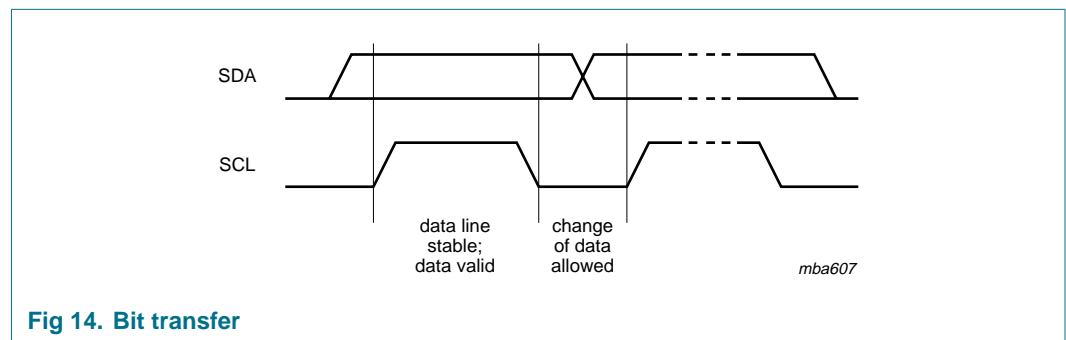 SDA
SCL
data line
stable;
data valid
change
of data
allowed
mba607
Fig 14. Bit transfer